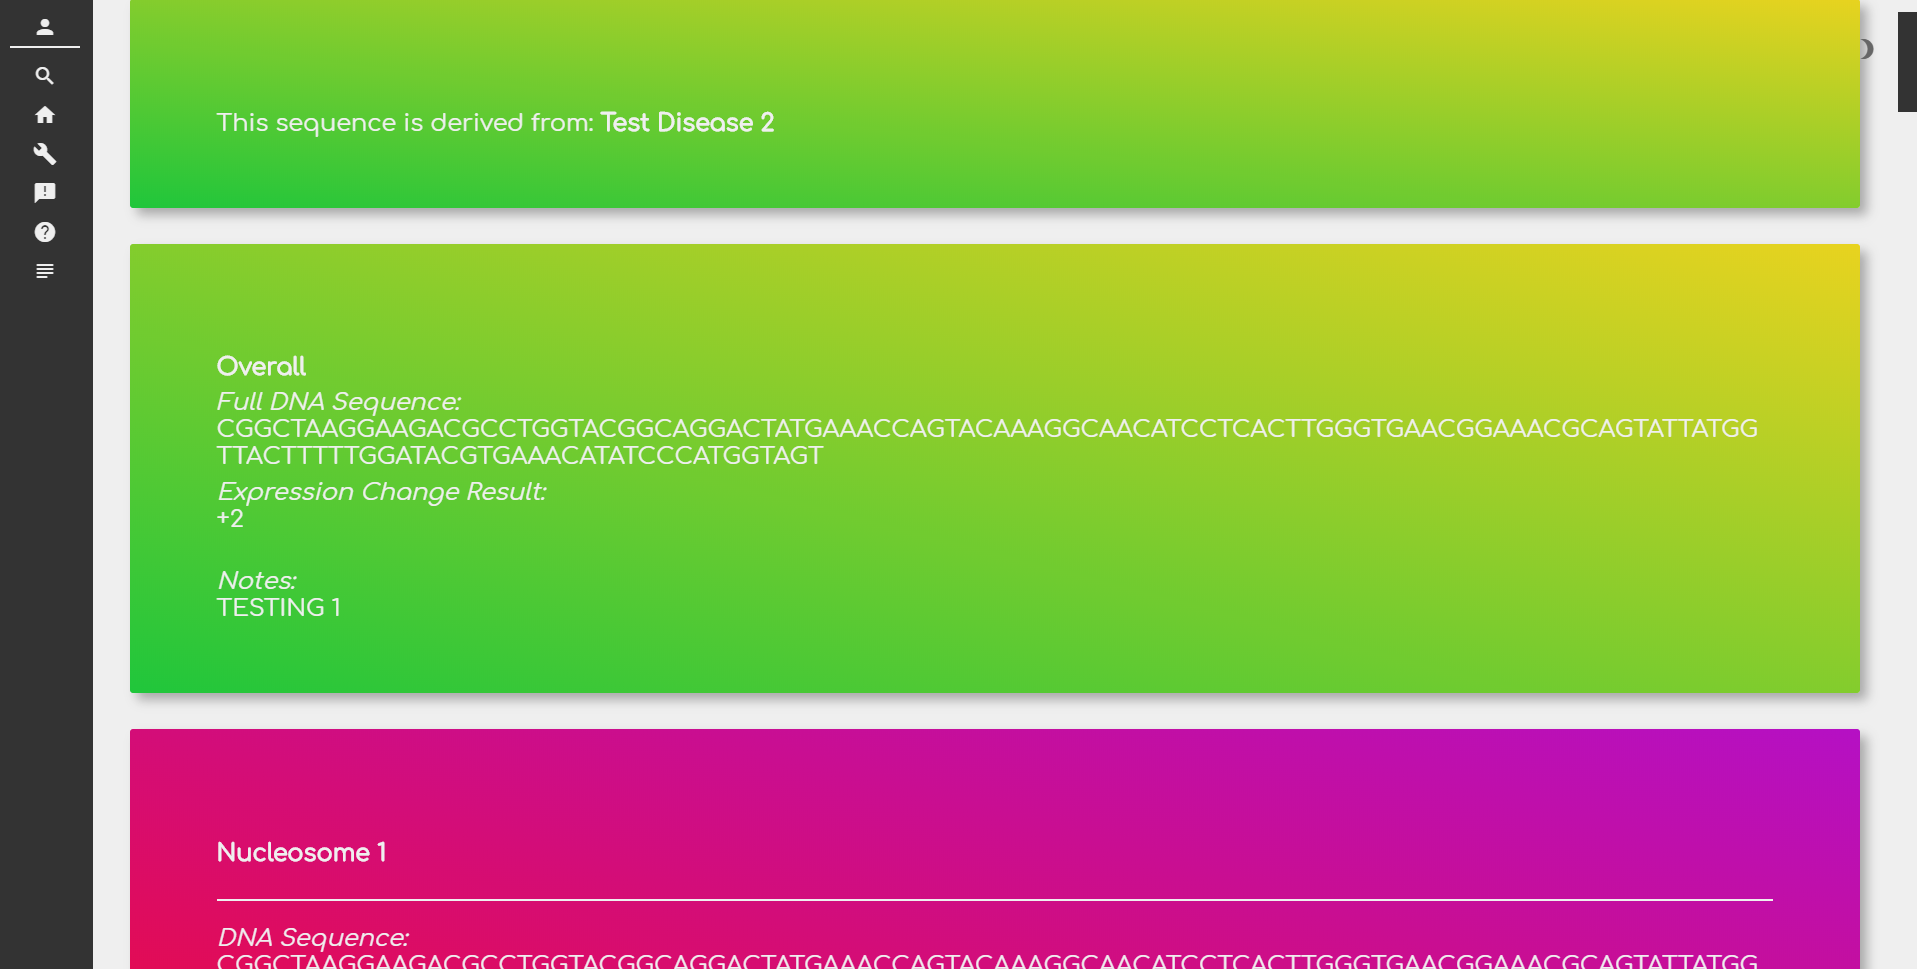 This sequence is derived from: Test Disease 2
Overall
Full DNA Sequence:
CGGCTAAGGAAGACGCCTGGTACGGCAGGACTATGAAACCAGTACAAAGGCAACATCCTCACTTGGGTGAACGGAAACGCAGTATTATGG
TTACTTTTTGGATACGTGAAACATATCCCATGGTAGT
Expression Change Result:
+2
Notes:
TESTING 1
Nucleosome 1
DNA Sequence:
CGGCTAAGGAAGACGCCTGGTACGGCAGGACTATGAAACCAGTACAAAGGCAACATCCTCACTTGGGTGAACGGAAACGCAGTATTATGG